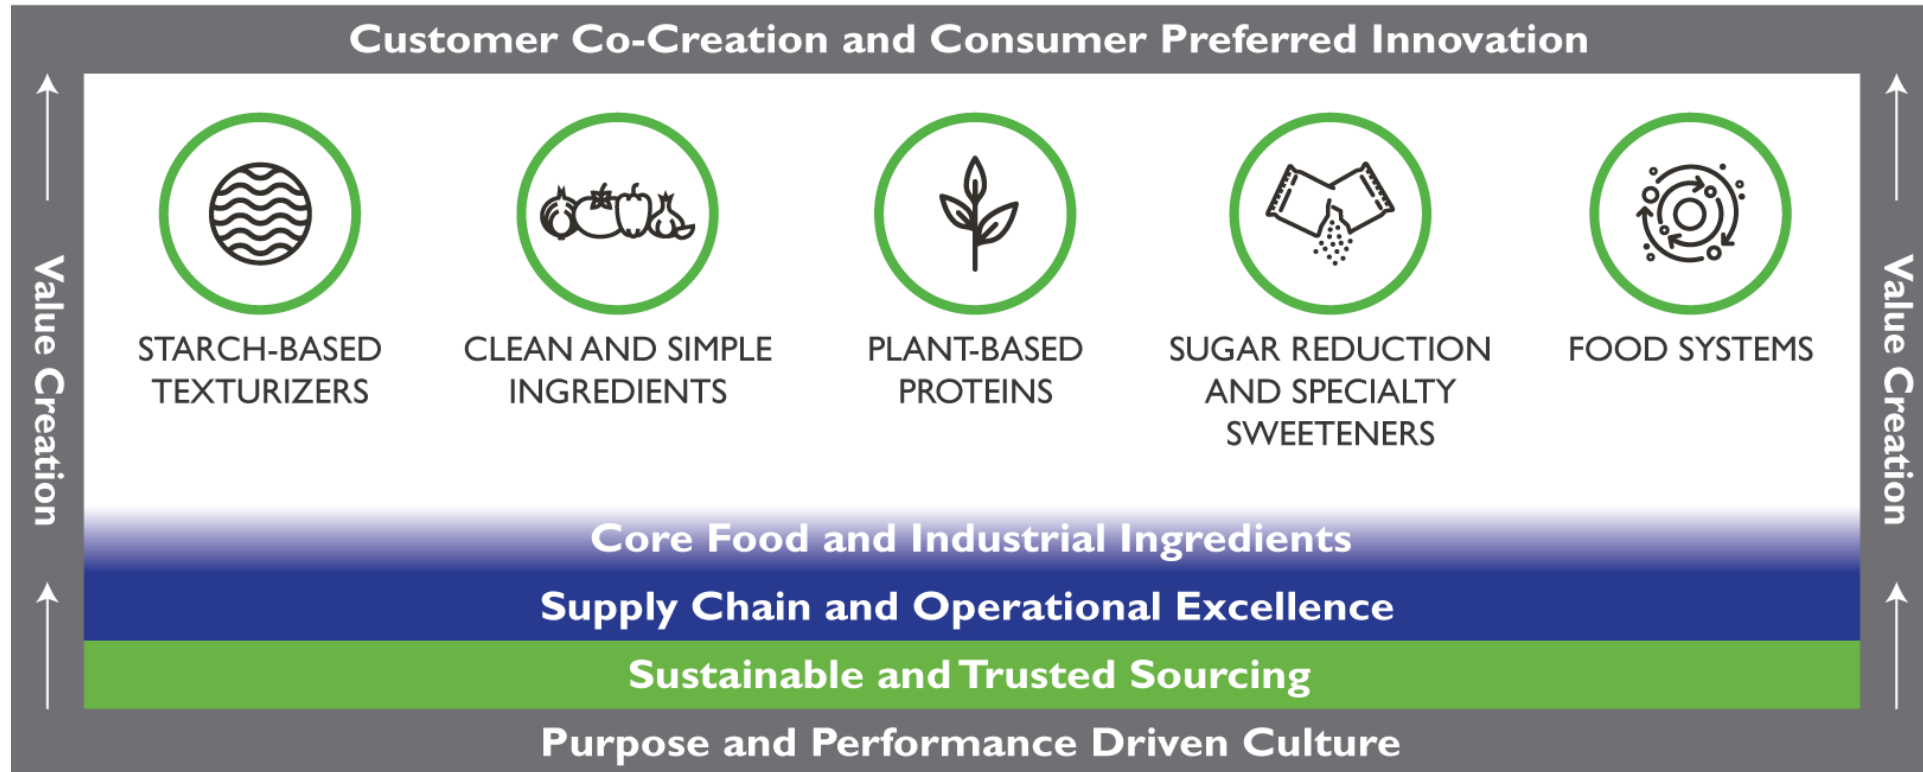 Customer Co-Creation and Consumer Preferred Innovation
Value Creation
STARCH-BASED
TEXTURIZERS
CLEAN AND SIMPLE
INGREDIENTS
PLANT-BASED
PROTEINS
SUGAR REDUCTION
AND SPECIALTY
SWEETENERS
FOOD SYSTEMS
Value Creation
Core Food and Industrial Ingredients
Supply Chain and Operational Excellence
Sustainable and Trusted Sourcing
Purpose and Performance Driven Culture